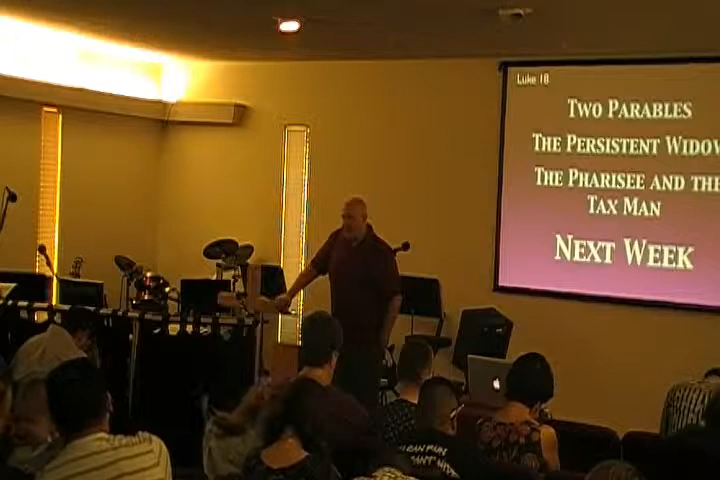 Luke 18
TWO PARABLES
THE PERSISTENT WIDOW
THE PHARISEE AND THE
TAX MAN
NEXT WEEK